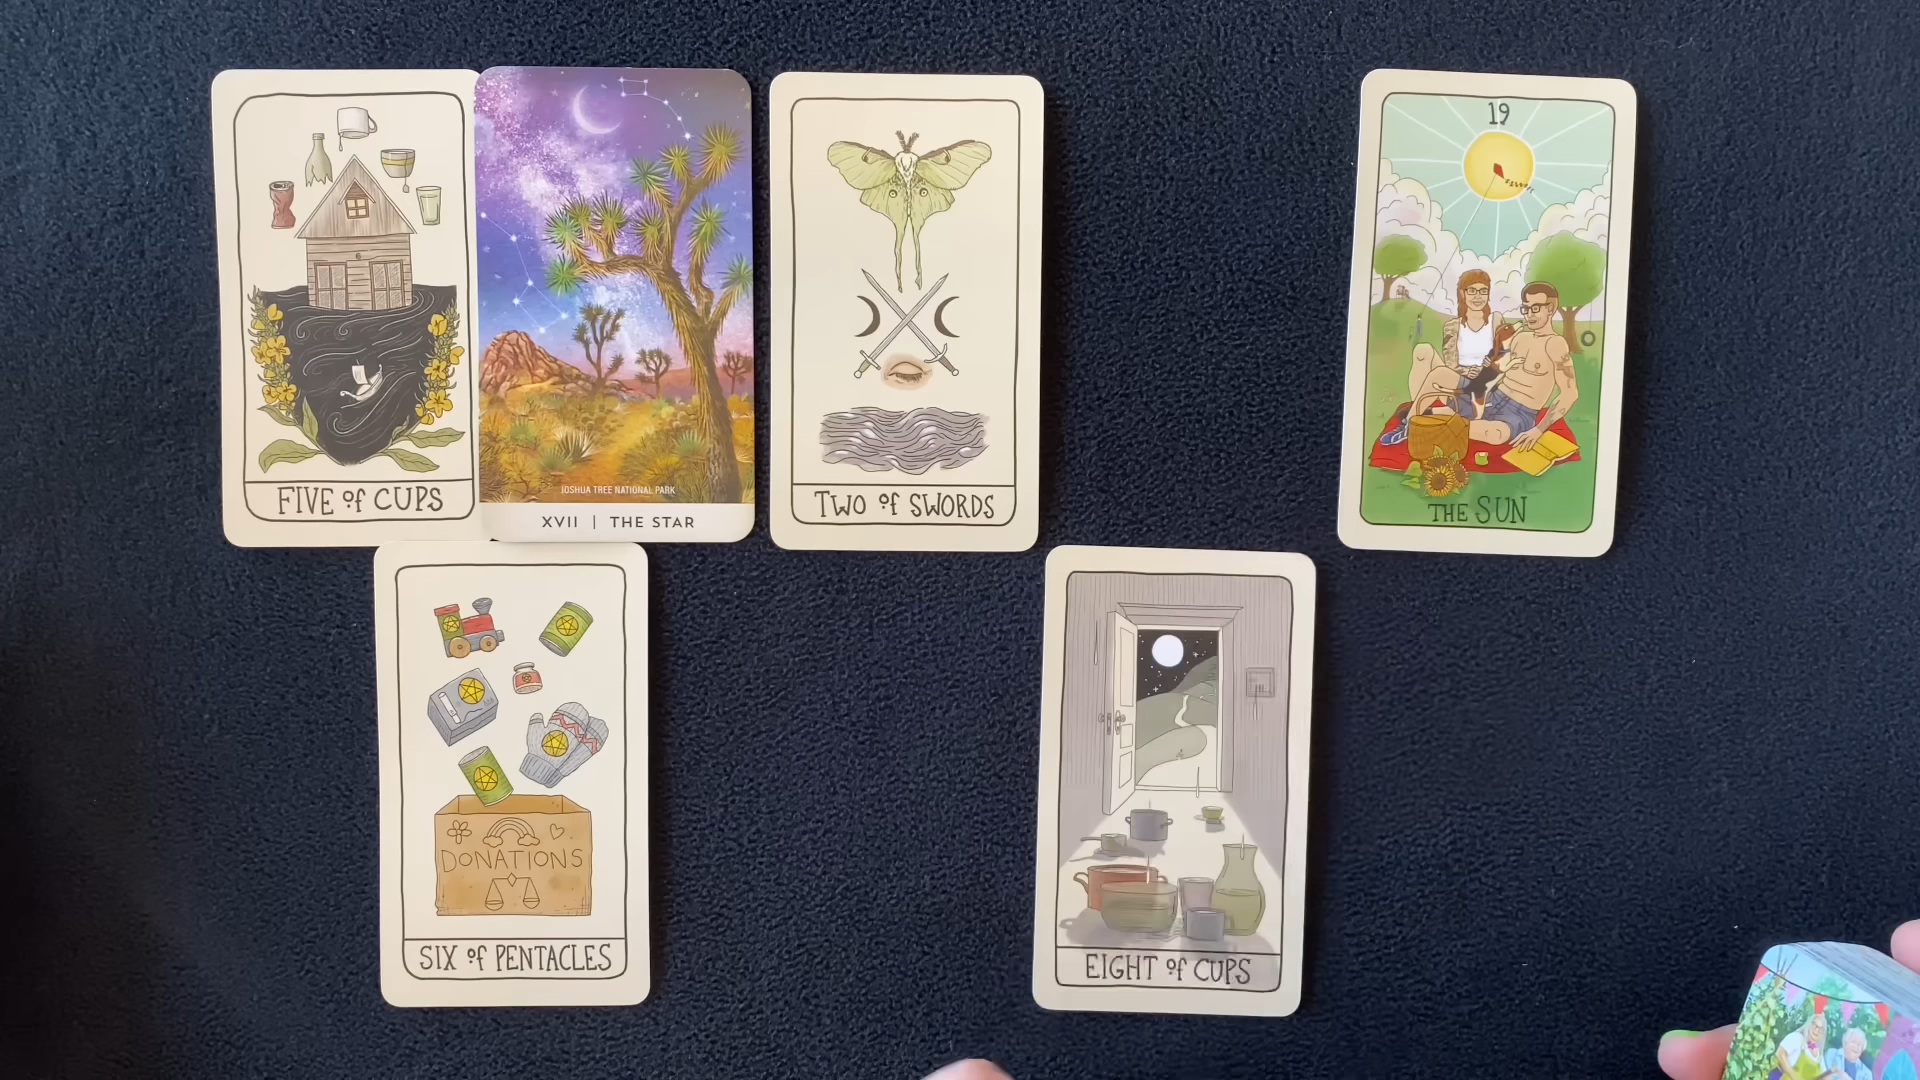 FIVE of CUPS
JOSHUA TREE NATIONAL PARK
XVII | THE STAR
TWO of SWORDS
19
THE SUN
DONATIONS
SIX of PENTACLES
EIGHT of CUPS